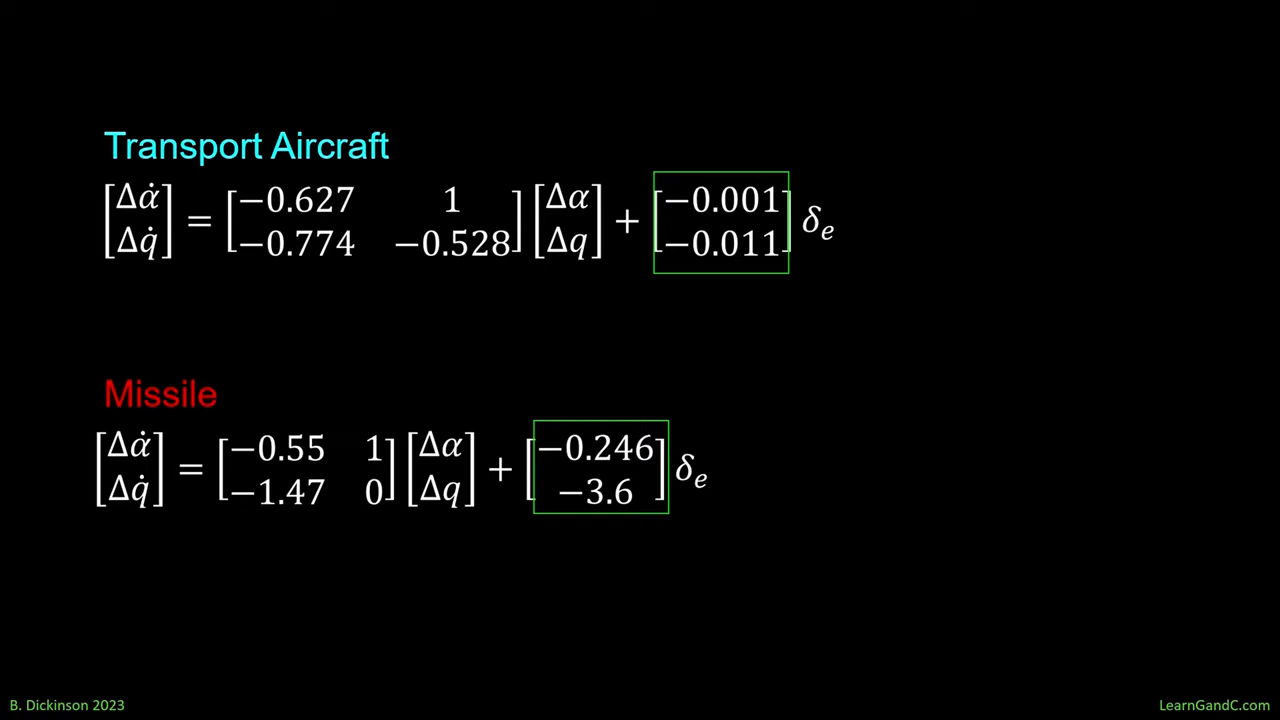 Transport Aircraft
[Δα̇ Δq̇] = [−0.627 1 −0.774 −0.528] [Δα Δq] + [−0.001 −0.011] δₑ
Missile
[Δα̇ Δq̇] = [−0.55 1 −1.47 0] [Δα Δq] + [−0.246 −3.6] δₑ
B. Dickinson 2023
LearnGandC.com